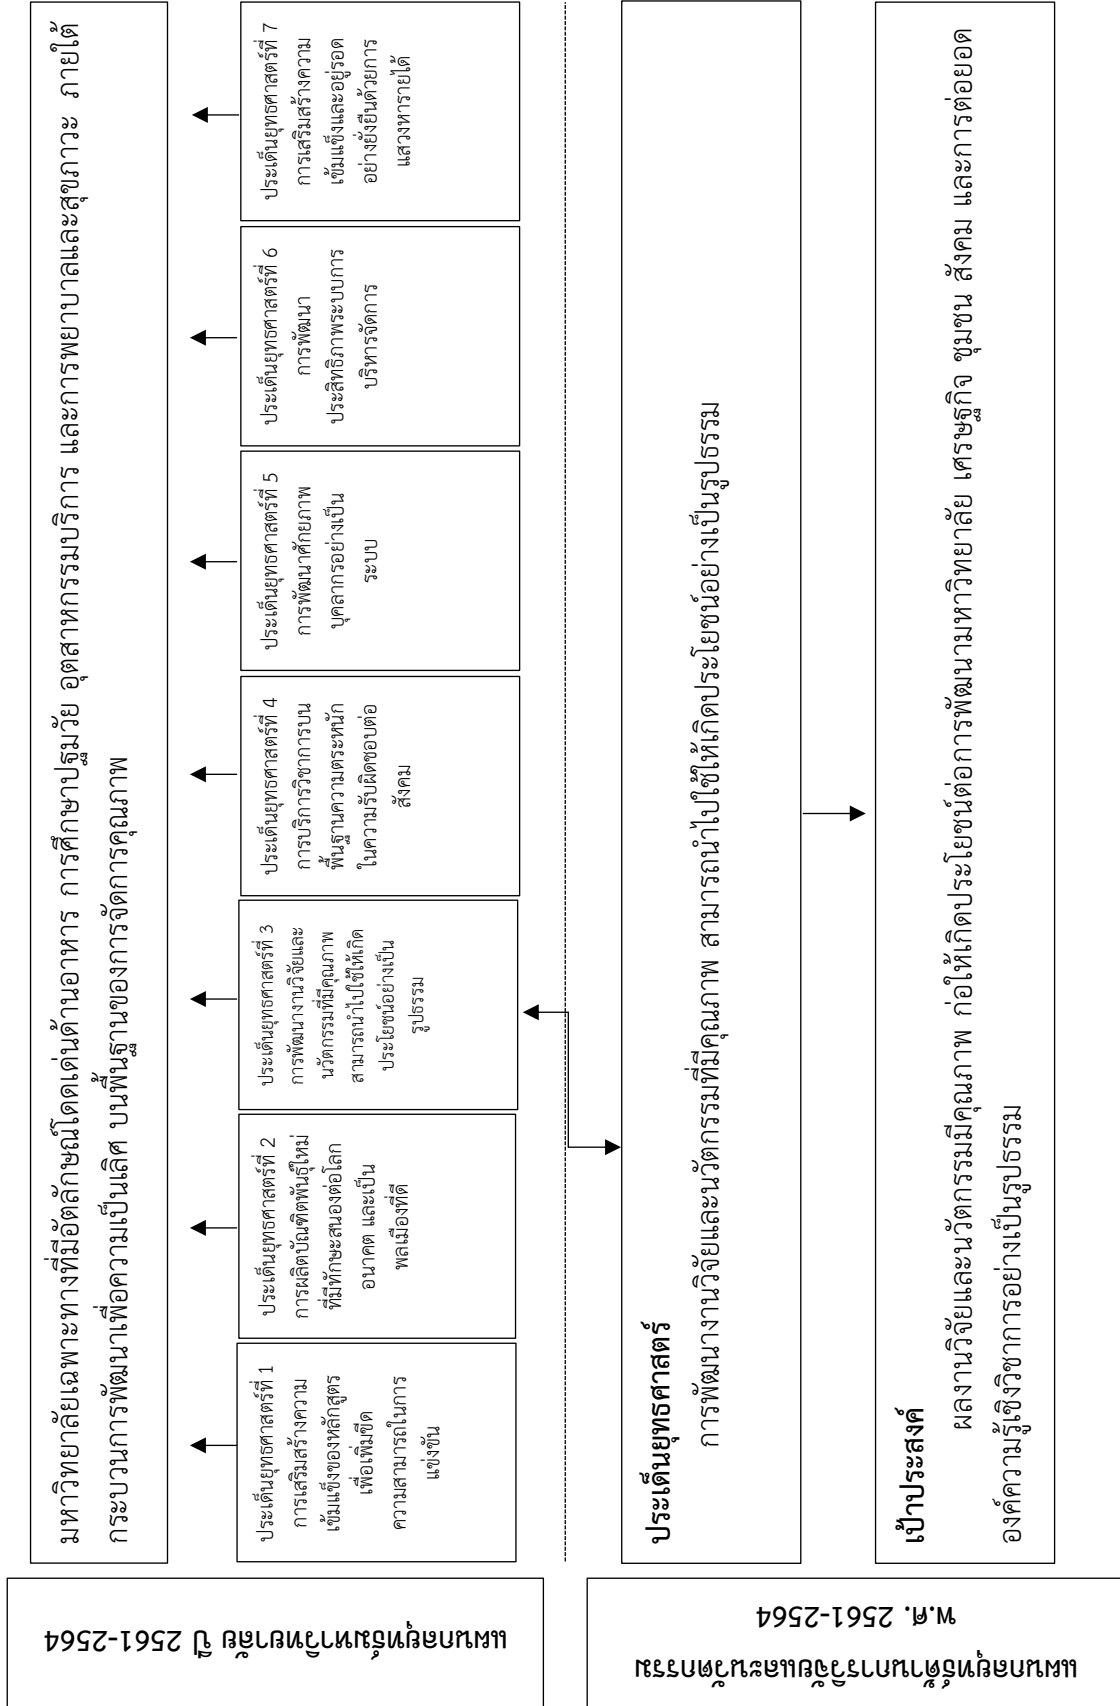 แผนกลยุทธ์มหาวิทยาลัย ปี 2561-2564
มหาวิทยาลัยเฉพาะทางที่มีอัตลักษณ์โดดเด่นด้านอาหาร การศึกษาปฐมวัย อุตสาหกรรมบริการ และการพยาบาลและสุขภาวะ ภายใต้
กระบวนการพัฒนาเพื่อความเป็นเลิศ บนพื้นฐานของการจัดการคุณภาพ
ประเด็นยุทธศาสตร์ที่ 1
การเสริมสร้างความ
เข้มแข็งของหลักสูตร
เพื่อเพิ่มขีด
ความสามารถในการ
แข่งขัน
ประเด็นยุทธศาสตร์ที่ 2
การผลิตบัณฑิตพันธุ์ใหม่
ที่มีทักษะสนองต่อโลก
อนาคต และเป็น
พลเมืองที่ดี
ประเด็นยุทธศาสตร์ที่ 3
การพัฒนางานวิจัยและ
นวัตกรรมที่มีคุณภาพ
สามารถนำไปใช้ให้เกิด
ประโยชน์อย่างเป็น
รูปธรรม
ประเด็นยุทธศาสตร์ที่ 4
การบริการวิชาการบน
พื้นฐานความตระหนัก
ในความรับผิดชอบต่อ
สังคม
ประเด็นยุทธศาสตร์ที่ 5
การพัฒนาศักยภาพ
บุคลากรอย่างเป็น
ระบบ
ประเด็นยุทธศาสตร์ที่ 6
การพัฒนา
ประสิทธิภาพระบบการ
บริหารจัดการ
ประเด็นยุทธศาสตร์ที่ 7
การเสริมสร้างความ
เข้มแข็งและอยู่รอด
อย่างยั่งยืนด้วยการ
แสวงหารายได้
แผนกลยุทธ์ด้านการวิจัยและนวัตกรรม
พ.ศ. 2561-2564
ประเด็นยุทธศาสตร์
การพัฒนางานวิจัยและนวัตกรรมที่มีคุณภาพ สามารถนำไปใช้ให้เกิดประโยชน์อย่างเป็นรูปธรรม
เป้าประสงค์
ผลงานวิจัยและนวัตกรรมมีคุณภาพ ก่อให้เกิดประโยชน์ต่อการพัฒนามหาวิทยาลัย เศรษฐกิจ ชุมชน สังคม และการต่อยอด
องค์ความรู้เชิงวิชาการอย่างเป็นรูปธรรม